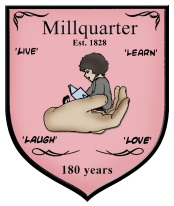 Millquarter
Est. 1828
'LIVE'
'LEARN'
'LAUGH'
'LOVE'
180 years